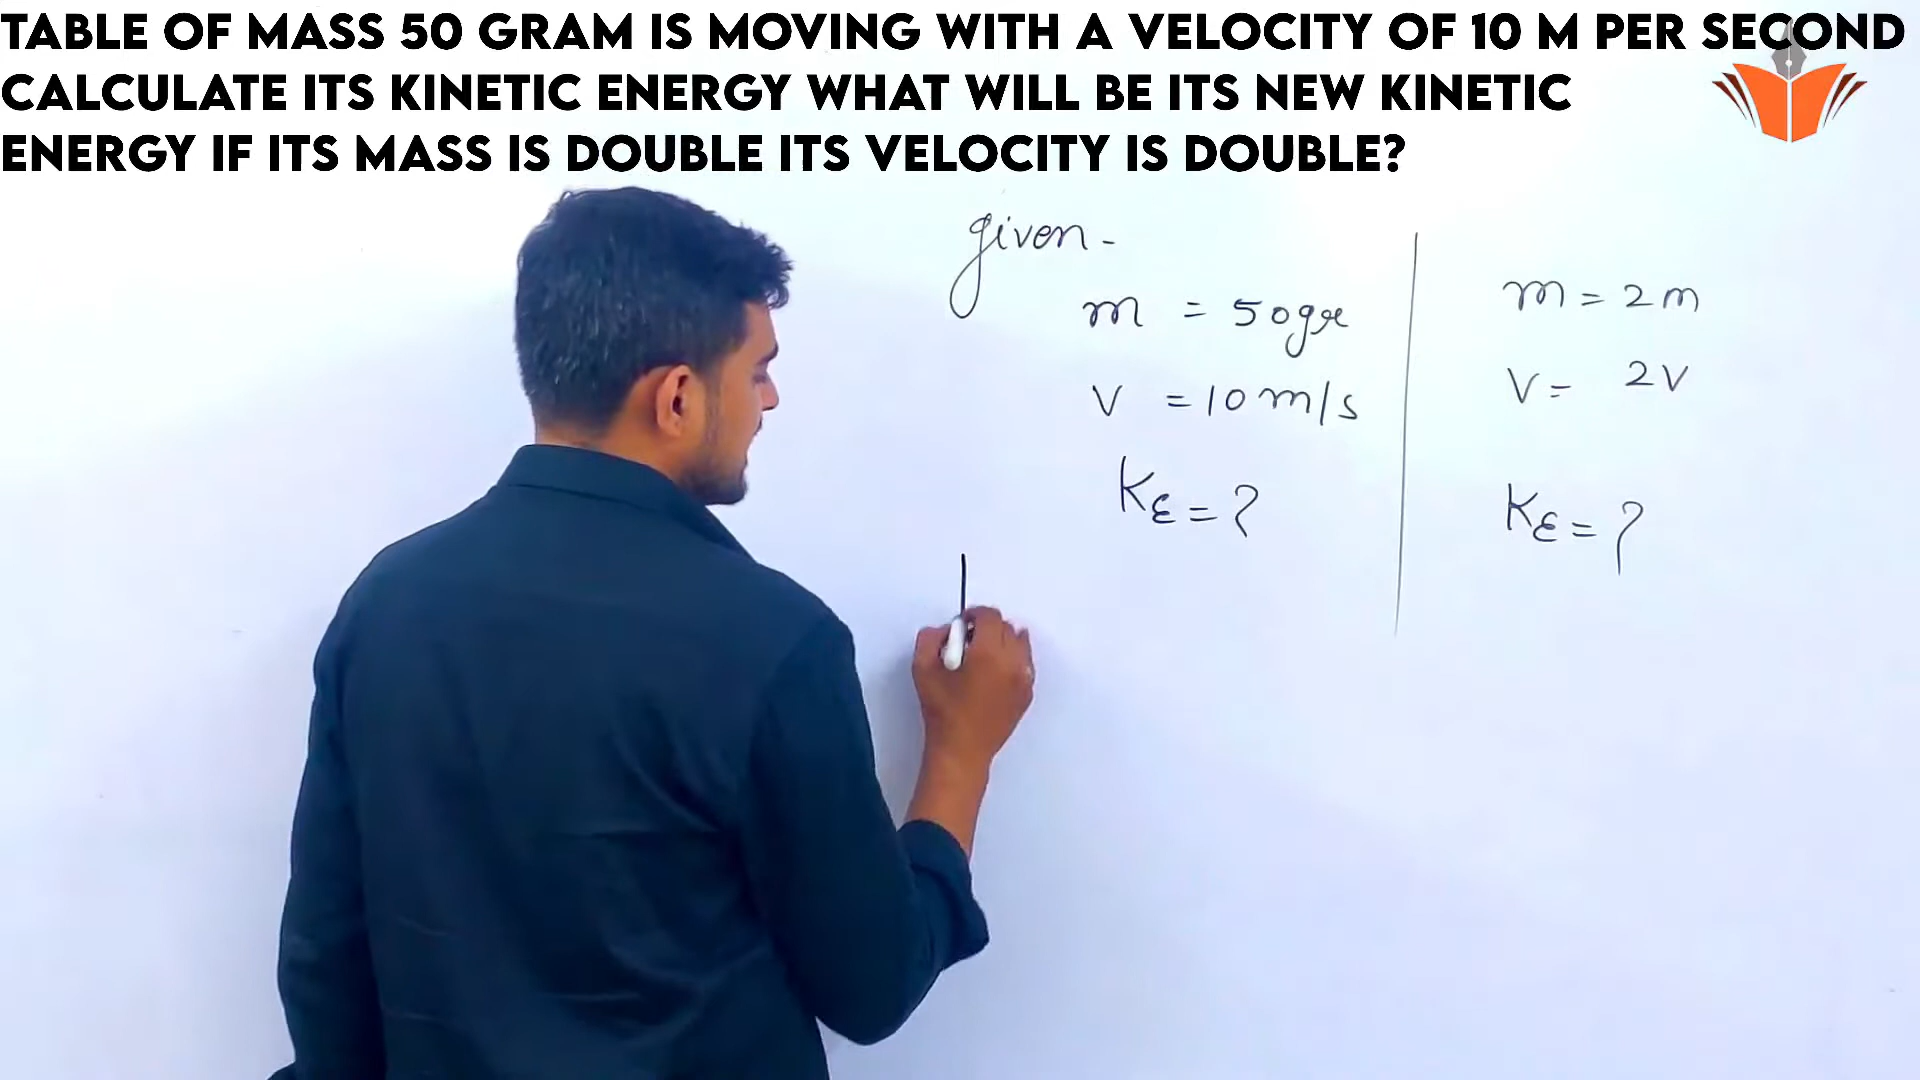 TABLE OF MASS 50 GRAM IS MOVING WITH A VELOCITY OF 10 M PER SECOND
CALCULATE ITS KINETIC ENERGY WHAT WILL BE ITS NEW KINETIC
ENERGY IF ITS MASS IS DOUBLE ITS VELOCITY IS DOUBLE?
given -
m = 50gr
v = 10 m/s
KE = ?
m = 2m
v = 2v
KE = ?